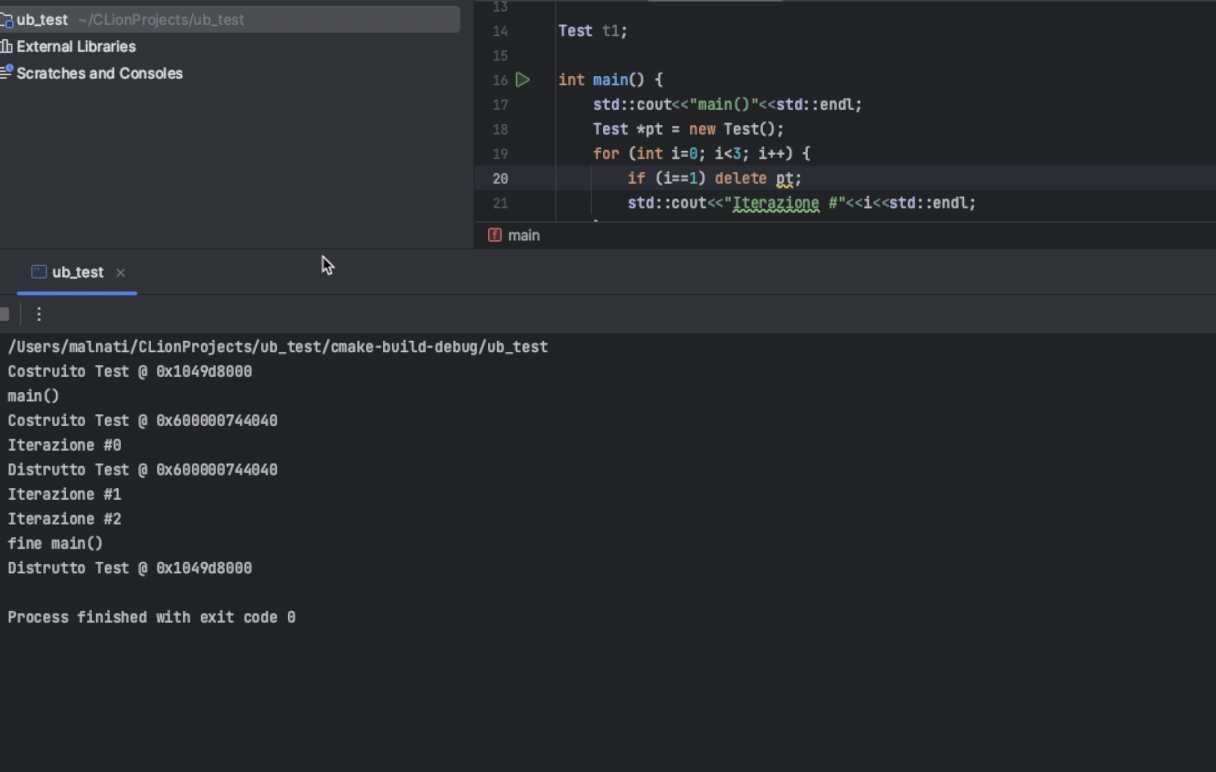 ub_test ~/CLionProjects/ub_test
External Libraries
Scratches and Consoles
13
14 Test t1;
15
16 int main() {
17 std::cout<<"main()"<<std::endl;
18 Test *pt = new Test();
19 for (int i=0; i<3; i++) {
20 if (i==1) delete pt;
21 std::cout<<"Iterazione #"<<i<<std::endl;
f main
ub_test ×
/Users/malnati/CLionProjects/ub_test/cmake-build-debug/ub_test
Costruito Test @ 0x1049d8000
main()
Costruito Test @ 0x600000744040
Iterazione #0
Distrutto Test @ 0x600000744040
Iterazione #1
Iterazione #2
fine main()
Distrutto Test @ 0x1049d8000
Process finished with exit code 0